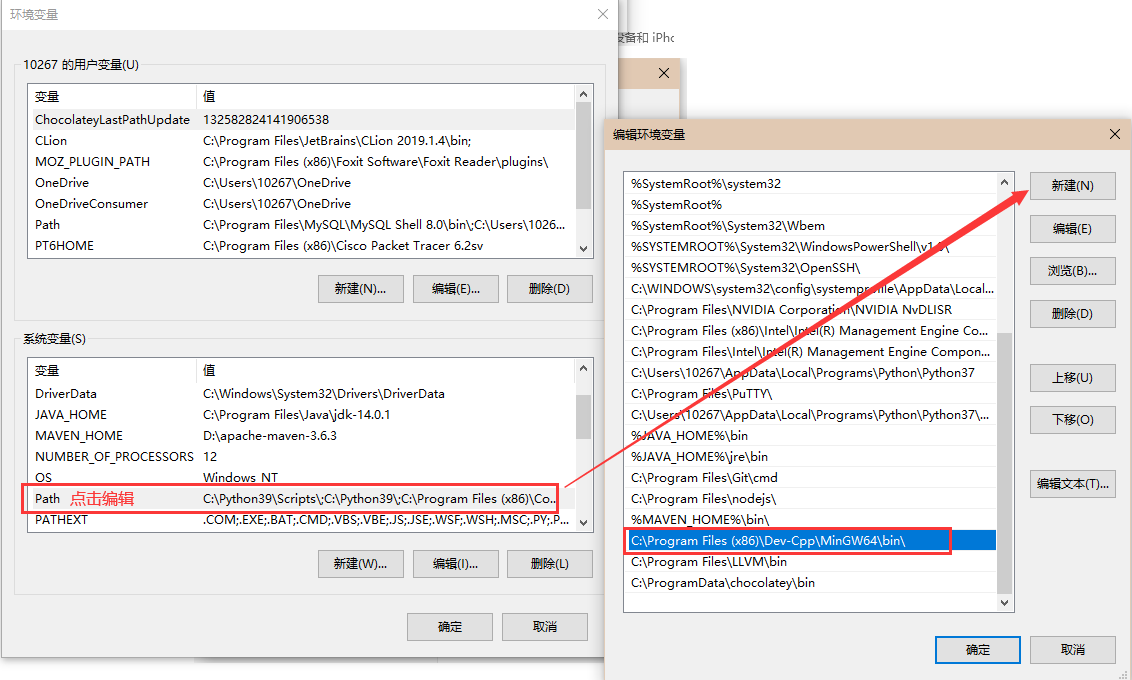 环境变量
设备和 iPho
10267 的用户变量(U)
变量 值
ChocolateyLastPathUpdate 132582824141906538
CLion C:\Program Files\JetBrains\CLion 2019.1.4\bin;
MOZ_PLUGIN_PATH C:\Program Files (x86)\Foxit Software\Foxit Reader\plugins\
OneDrive C:\Users\10267\OneDrive
OneDriveConsumer C:\Users\10267\OneDrive
Path C:\Program Files\MySQL\MySQL Shell 8.0\bin\;C:\Users\1026...
PT6HOME C:\Program Files (x86)\Cisco Packet Tracer 6.2sv
新建(N)... 编辑(E)... 删除(D)
系统变量(S)
变量 值
DriverData C:\Windows\System32\Drivers\DriverData
JAVA_HOME C:\Program Files\Java\jdk-14.0.1
MAVEN_HOME D:\apache-maven-3.6.3
NUMBER_OF_PROCESSORS 12
OS Windows_NT
Path 点击编辑 C:\Python39\Scripts\;C:\Python39\;C:\Program Files (x86)\Co...
PATHEXT .COM;.EXE;.BAT;.CMD;.VBS;.VBE;.JS;.JSE;.WSF;.WSH;.MSC;.PY;.P...
新建(W)... 编辑(I)... 删除(L)
确定 取消
编辑环境变量
%SystemRoot%\system32
%SystemRoot%
%SystemRoot%\System32\Wbem
%SYSTEMROOT%\System32\WindowsPowerShell\v1.0\
%SYSTEMROOT%\System32\OpenSSH\
C:\WINDOWS\system32\config\systemprofile\AppData\Local...
C:\Program Files\NVIDIA Corporation\NVIDIA NvDLISR
C:\Program Files (x86)\Intel\Intel(R) Management Engine Co...
C:\Program Files\Intel\Intel(R) Management Engine Compon...
C:\Users\10267\AppData\Local\Programs\Python\Python37
C:\Program Files\PuTTY\
C:\Users\10267\AppData\Local\Programs\Python\Python37\...
%JAVA_HOME%\bin
%JAVA_HOME%\jre\bin
C:\Program Files\Git\cmd
C:\Program Files\nodejs\
%MAVEN_HOME%\bin\
C:\Program Files (x86)\Dev-Cpp\MinGW64\bin\
C:\Program Files\LLVM\bin
C:\ProgramData\chocolatey\bin
新建(N)
编辑(E)
浏览(B)...
删除(D)
上移(U)
下移(O)
编辑文本(T)...
确定 取消